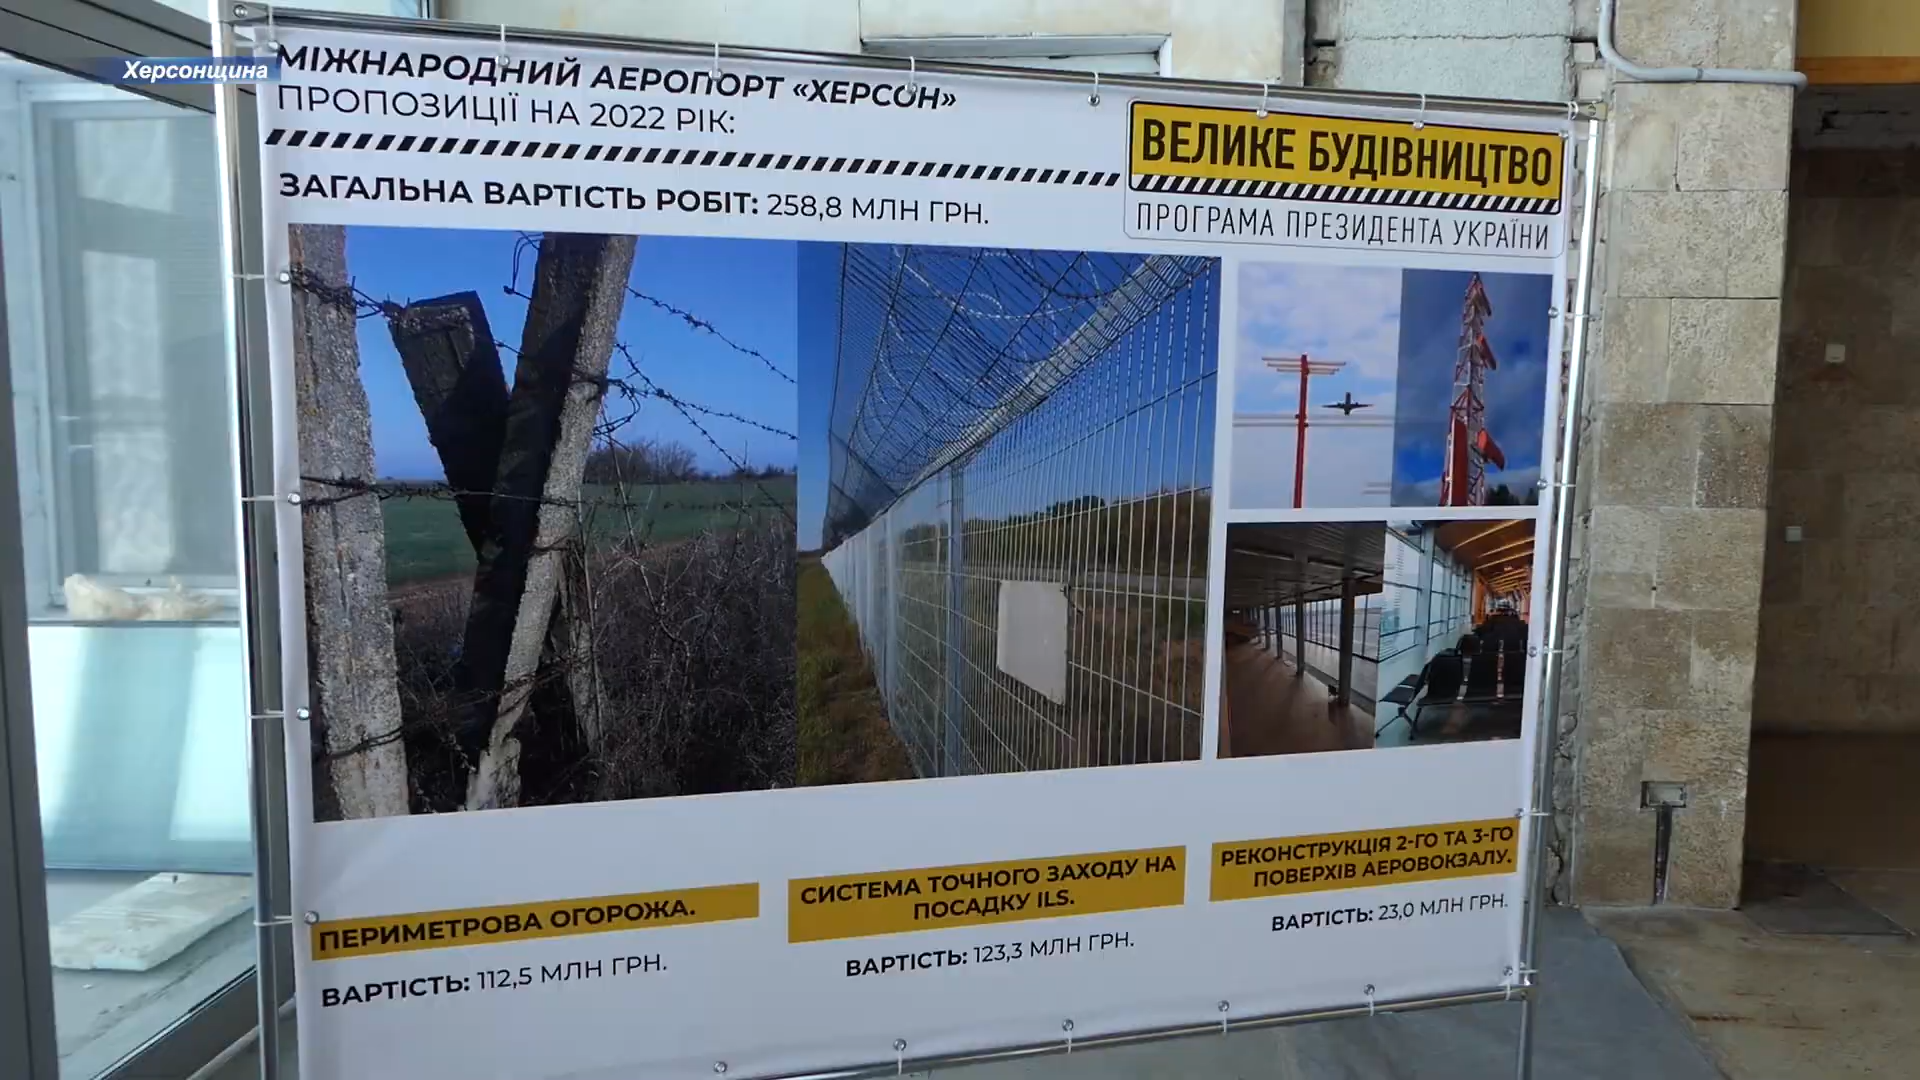 Херсонщина
МІЖНАРОДНИЙ АЕРОПОРТ «ХЕРСОН»
ПРОПОЗИЦІЇ НА 2022 РІК:
ЗАГАЛЬНА ВАРТІСТЬ РОБІТ: 258,8 МЛН ГРН.
ВЕЛИКЕ БУДІВНИЦТВО
ПРОГРАМА ПРЕЗИДЕНТА УКРАЇНИ
ПЕРИМЕТРОВА ОГОРОЖА.
ВАРТІСТЬ: 112,5 МЛН ГРН.
СИСТЕМА ТОЧНОГО ЗАХОДУ НА
ПОСАДКУ ILS.
ВАРТІСТЬ: 123,3 МЛН ГРН.
РЕКОНСТРУКЦІЯ 2-ГО ТА 3-ГО
ПОВЕРХІВ АЕРОВОКЗАЛУ.
ВАРТІСТЬ: 23,0 МЛН ГРН.